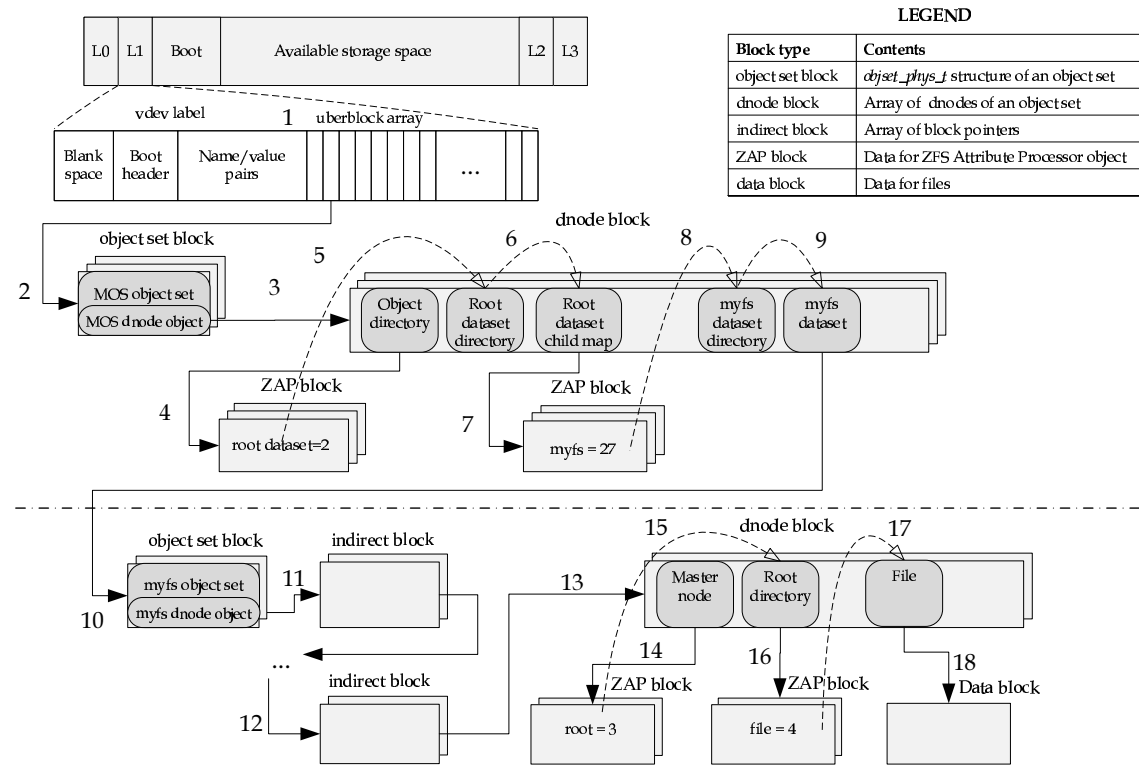 LEGEND
L0 L1 Boot Available storage space L2 L3
Block type Contents
object set block objset_phys_t structure of an object set
dnode block Array of dnodes of an object set
indirect block Array of block pointers
ZAP block Data for ZFS Attribute Processor object
data block Data for files
vdev label 1 uberblock array
Blank space
Boot header
Name/value pairs
...
object set block
dnode block
2
MOS object set
MOS dnode object
3
5
6
8
9
Object directory
Root dataset directory
Root dataset child map
myfs dataset directory
myfs dataset
4
ZAP block
root dataset=2
7
ZAP block
myfs = 27
object set block
10
myfs object set
myfs dnode object
11
indirect block
...
12
indirect block
13
15
dnode block
17
Master node
Root directory
File
14
ZAP block
root = 3
16
ZAP block
file = 4
18
Data block